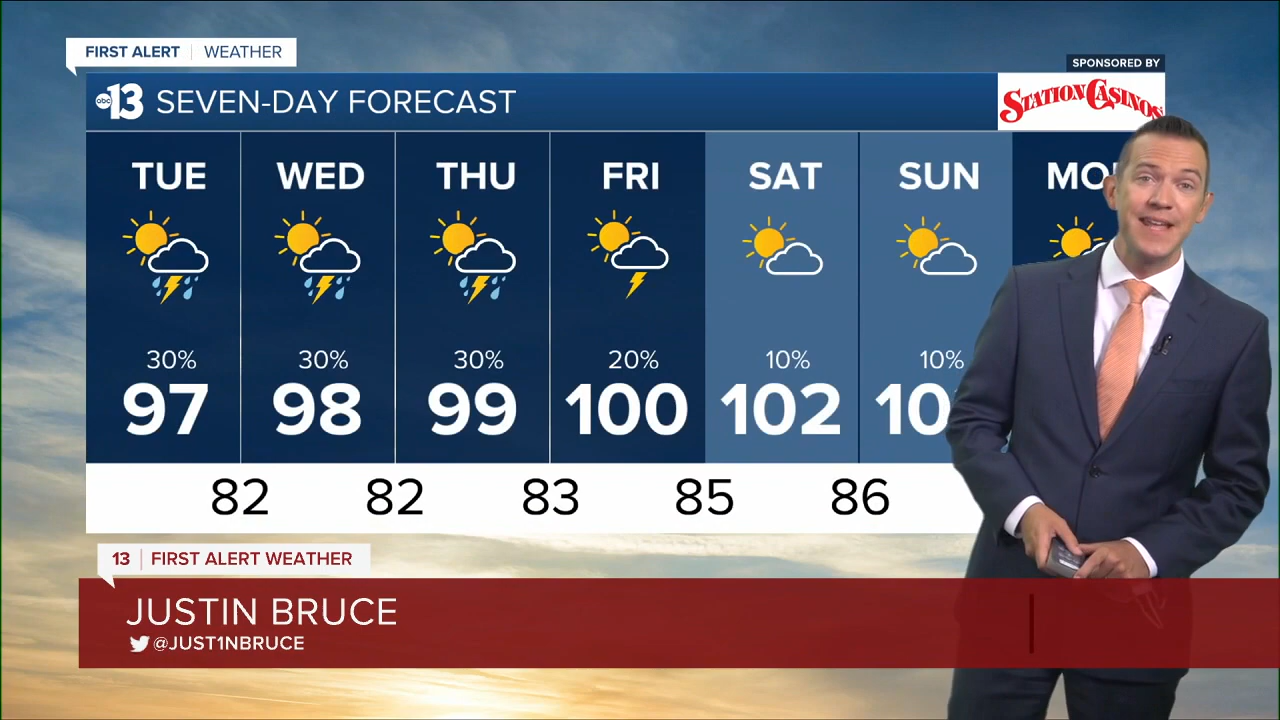 FIRST ALERT | WEATHER
SPONSORED BY
STATION CASINOS
abc 13 SEVEN-DAY FORECAST
TUE WED THU FRI SAT SUN
30% 30% 30% 20% 10% 10%
97 98 99 100 102
82 82 83 85 86
13 | FIRST ALERT WEATHER
JUSTIN BRUCE
@JUST1NBRUCE